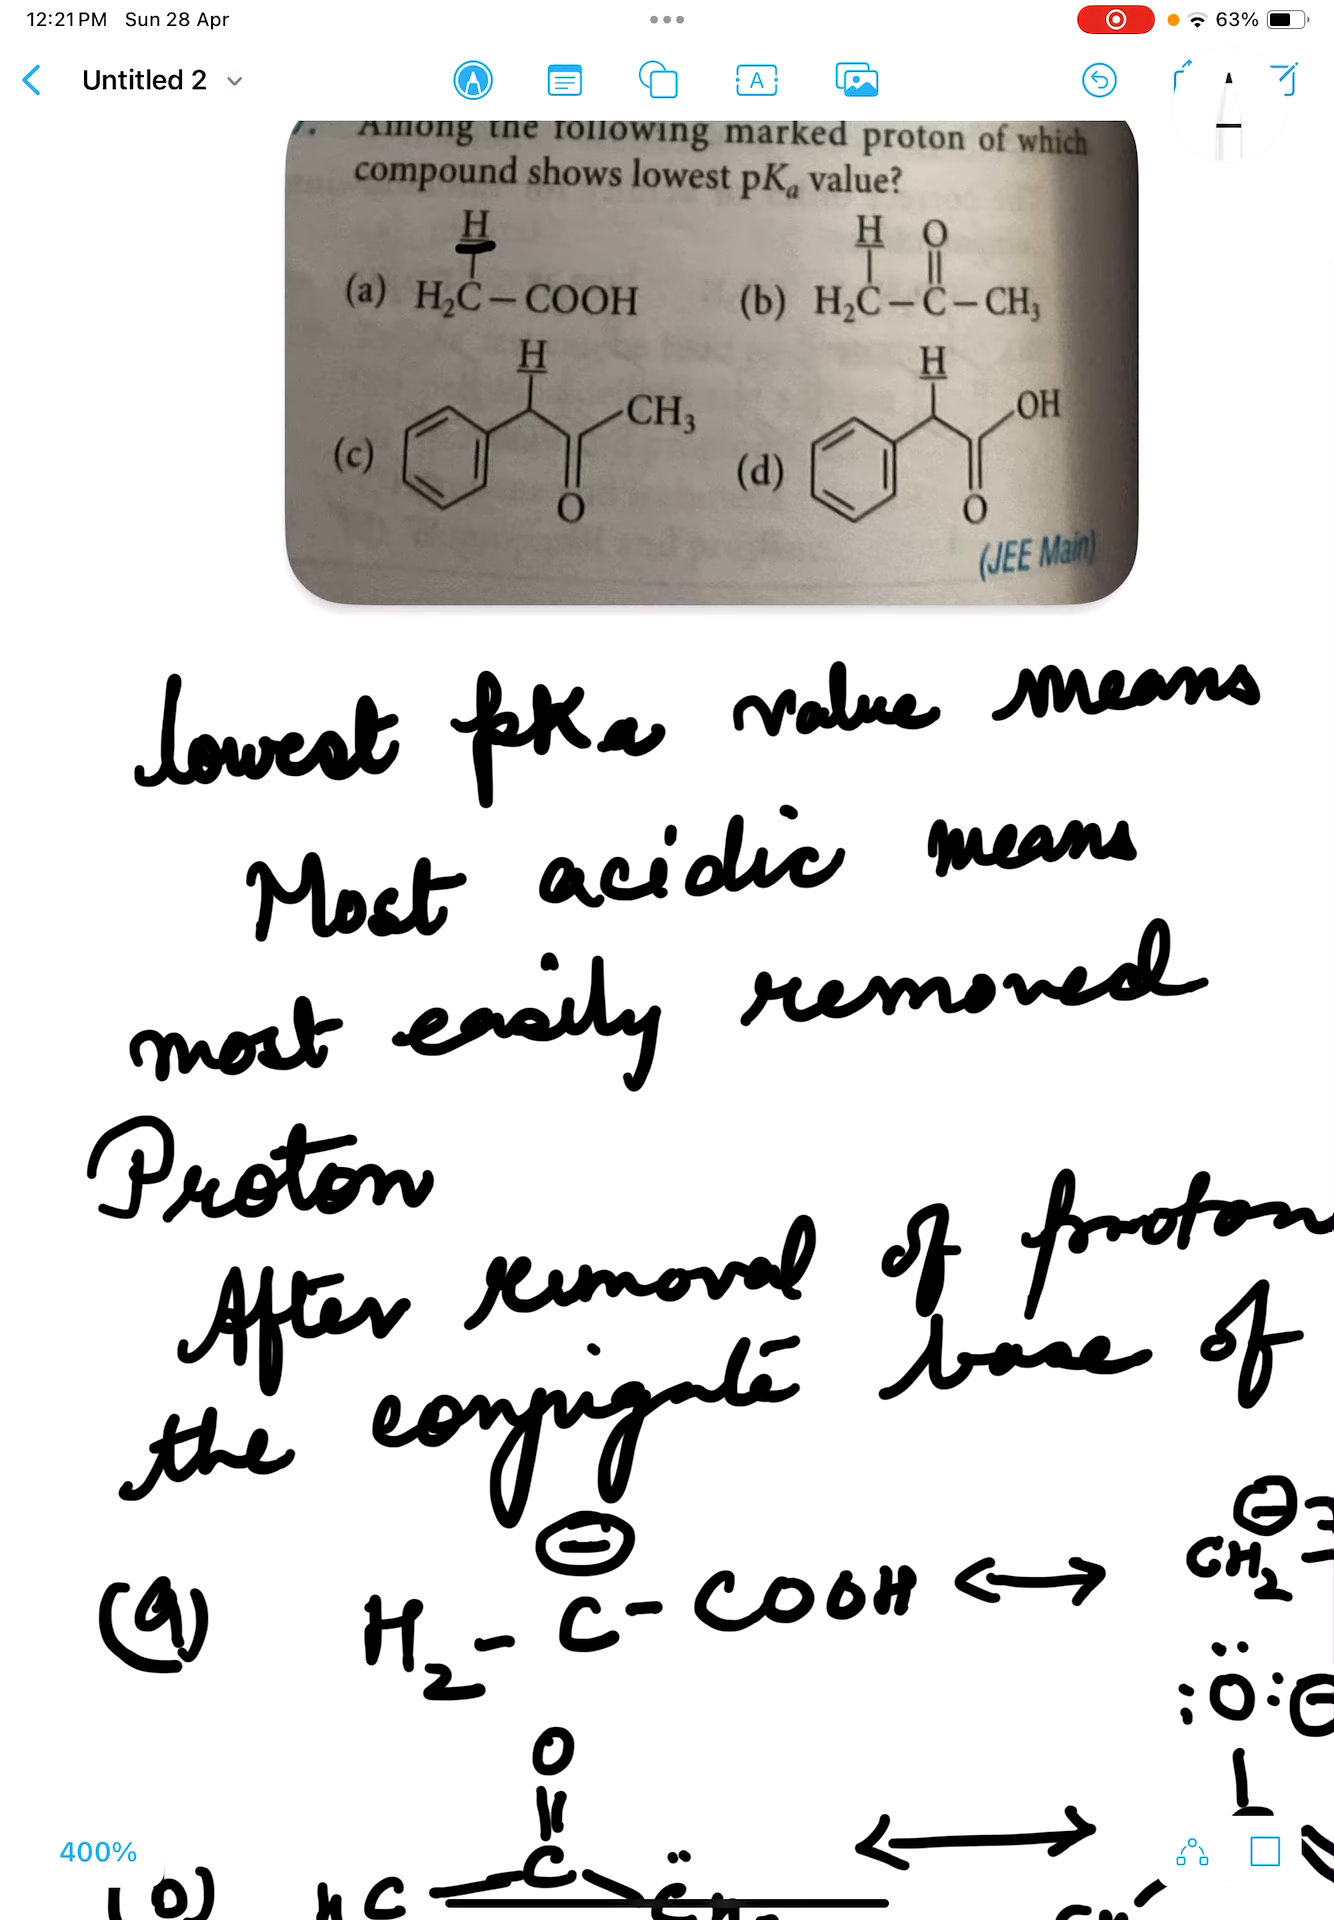 12:21 PM Sun 28 Apr
63%
Untitled 2
Among the following marked proton of which
compound shows lowest pKa value?
H
(a) H₂C – COOH
H O
(b) H₂C – C – CH₃
H
CH₃
(c)
O
H
OH
(d)
O
(JEE Main)
lowest pKa value means
Most acidic means
most easily removed
Proton
After removal of proton
the conjugate base of
(a) H₂ - C - COOH ↔ CH₂
:O:
O
C
400%